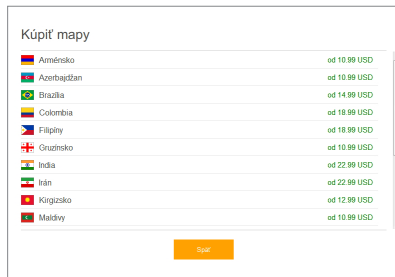 Kúpiť mapy
Arménsko od 10.99 USD
Azerbajdžan od 10.99 USD
Brazília od 14.99 USD
Colombia od 18.99 USD
Filipíny od 18.99 USD
Gruzínsko od 10.99 USD
India od 22.99 USD
Irán od 22.99 USD
Kirgizsko od 12.99 USD
Maldivy od 10.99 USD
Späť